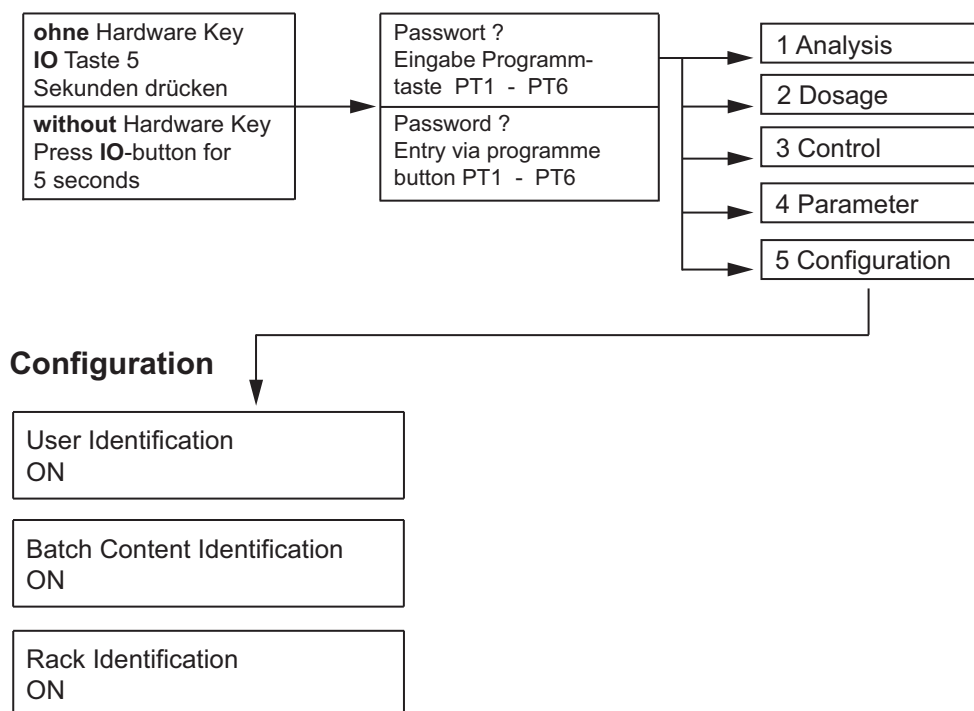 ohne Hardware Key
IO Taste 5
Sekunden drücken
without Hardware Key
Press IO-button for
5 seconds
Passwort ?
Eingabe Programm-
taste PT1 - PT6
Password ?
Entry via programme
button PT1 - PT6
1 Analysis
2 Dosage
3 Control
4 Parameter
5 Configuration
Configuration
User Identification
ON
Batch Content Identification
ON
Rack Identification
ON